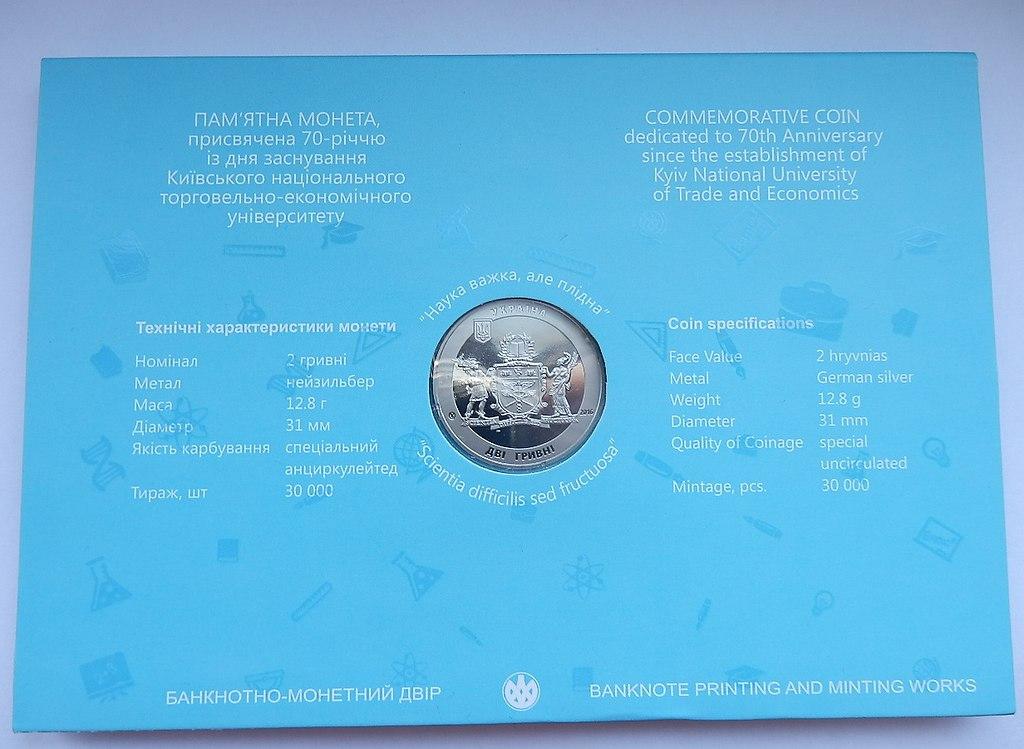 ПАМ'ЯТНА МОНЕТА,
присвячена 70-річчю
із дня заснування
Київського національного
торговельно-економічного
університету
COMMEMORATIVE COIN
dedicated to 70th Anniversary
since the establishment of
Kyiv National University
of Trade and Economics
"Наука важка, але плідна"
УКРАЇНА
2016
ДВІ ГРИВНІ
"Scientia difficilis sed fructuosa"
Технічні характеристики монети
Номінал 2 гривні
Метал нейзильбер
Маса 12.8 г
Діаметр 31 мм
Якість карбування спеціальний
анциркулейтед
Тираж, шт 30 000
Coin specifications
Face Value 2 hryvnias
Metal German silver
Weight 12.8 g
Diameter 31 mm
Quality of Coinage special
uncirculated
Mintage, pcs. 30 000
БАНКНОТНО-МОНЕТНИЙ ДВІР
BANKNOTE PRINTING AND MINTING WORKS